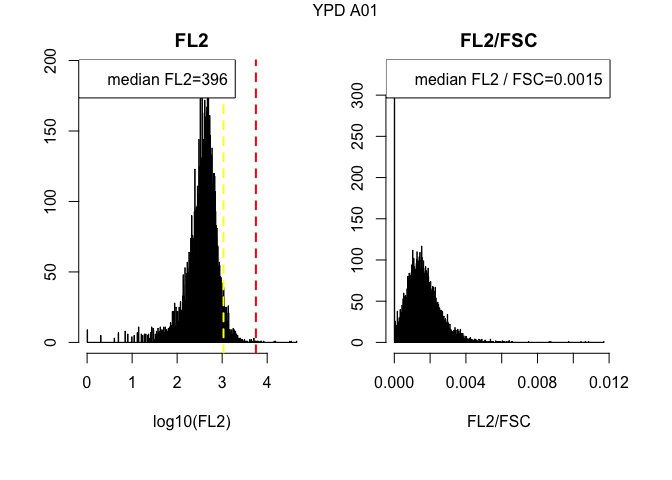 YPD A01
FL2
median FL2=396
0 50 100 150 200
0 1 2 3 4
log10(FL2)
FL2/FSC
median FL2 / FSC=0.0015
0 50 100 150 200 250 300
0.000 0.004 0.008 0.012
FL2/FSC